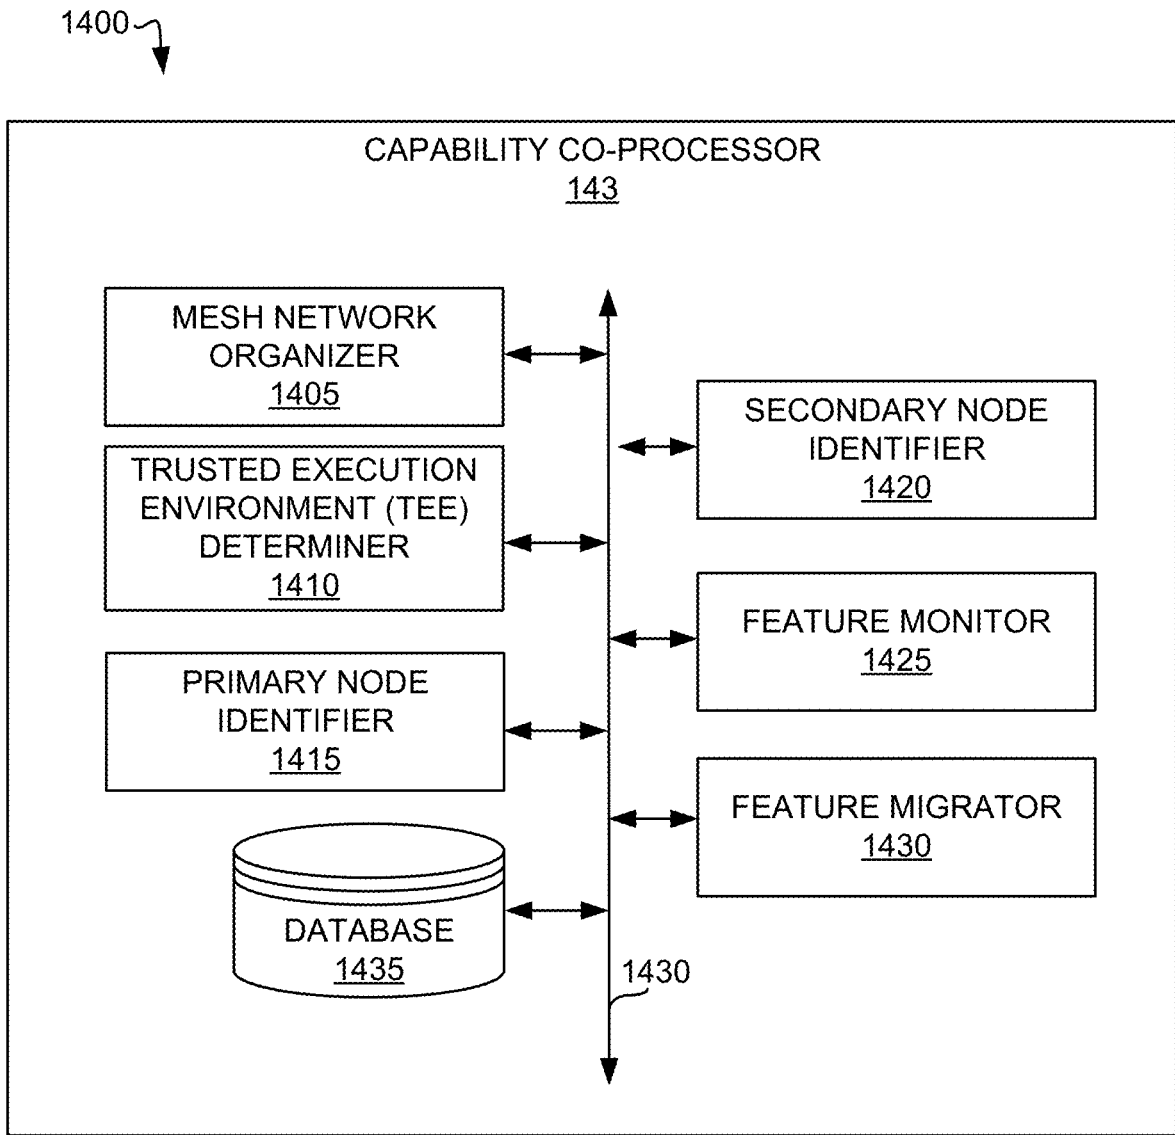 1400
CAPABILITY CO-PROCESSOR
143
MESH NETWORK
ORGANIZER
1405
TRUSTED EXECUTION
ENVIRONMENT (TEE)
DETERMINER
1410
PRIMARY NODE
IDENTIFIER
1415
DATABASE
1435
SECONDARY NODE
IDENTIFIER
1420
FEATURE MONITOR
1425
FEATURE MIGRATOR
1430
1430